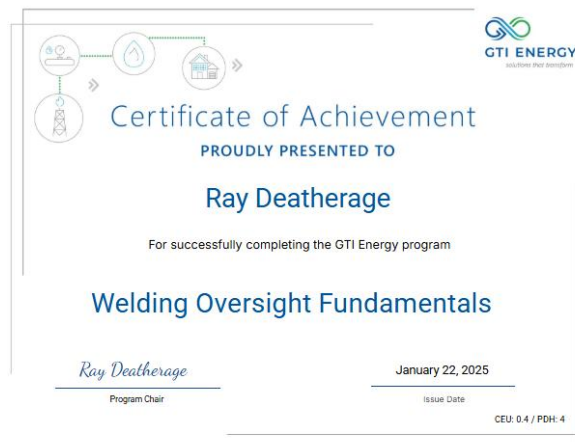 GTI ENERGY
solutions that transform
Certificate of Achievement
PROUDLY PRESENTED TO
Ray Deatherage
For successfully completing the GTI Energy program
Welding Oversight Fundamentals
Ray Deatherage
January 22, 2025
Program Chair
Issue Date
CEU: 0.4 / PDH: 4